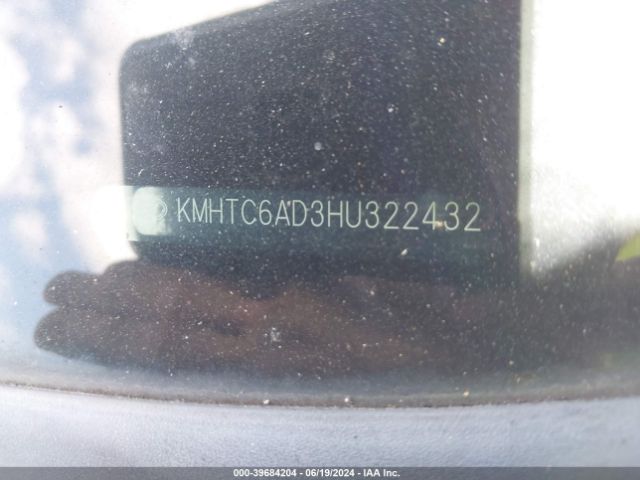 KMHTC6AD3HU322432
000-39684204 - 06/19/2024 - IAA Inc.